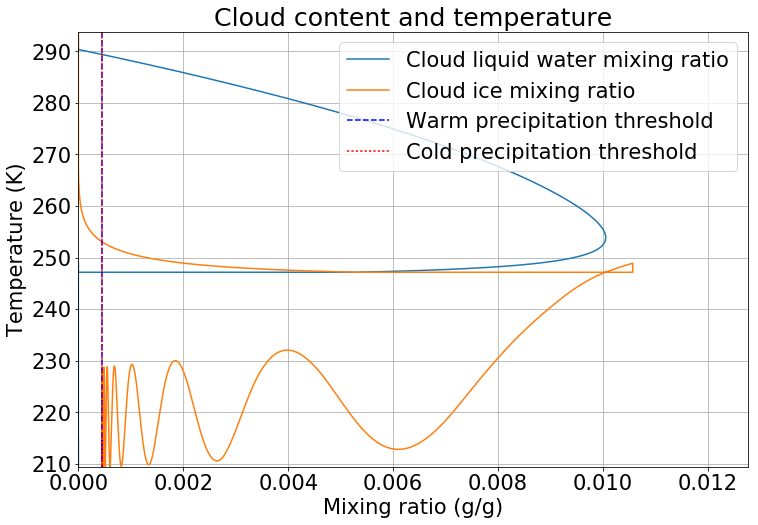 Cloud content and temperature
Cloud liquid water mixing ratio
Cloud ice mixing ratio
Warm precipitation threshold
Cold precipitation threshold
Temperature (K)
290
280
270
260
250
240
230
220
210
0.000 0.002 0.004 0.006 0.008 0.010 0.012
Mixing ratio (g/g)